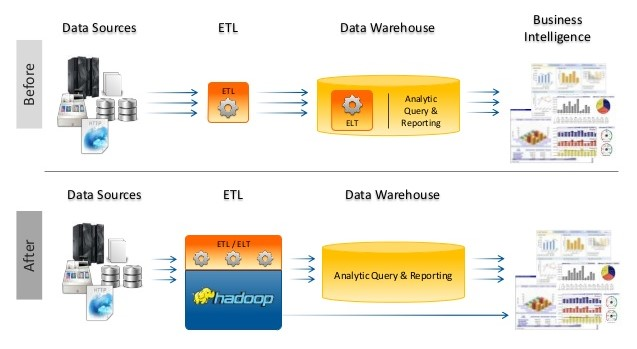 Data Sources
ETL
Data Warehouse
Business
Intelligence
Before
ETL
ELT
Analytic
Query &
Reporting
HTTP
Data Sources
ETL
Data Warehouse
After
ETL / ELT
hadoop
Analytic Query & Reporting
HTTP